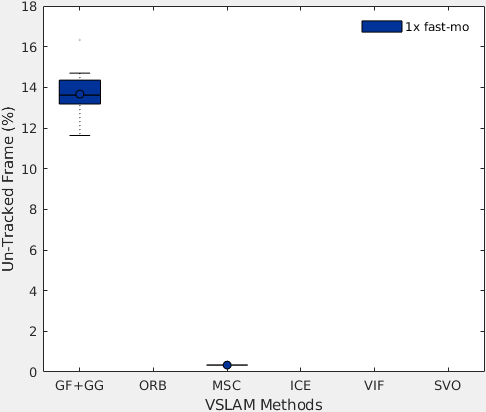 18
16
14
12
10
8
6
4
2
0
Un-Tracked Frame (%)
1x fast-mo
GF+GG ORB MSC ICE VIF SVO
VSLAM Methods